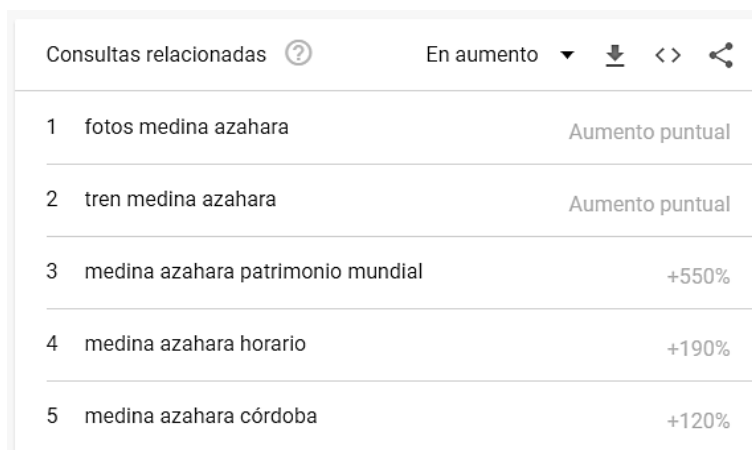 Consultas relacionadas ?
En aumento
1 fotos medina azahara Aumento puntual
2 tren medina azahara Aumento puntual
3 medina azahara patrimonio mundial +550%
4 medina azahara horario +190%
5 medina azahara córdoba +120%